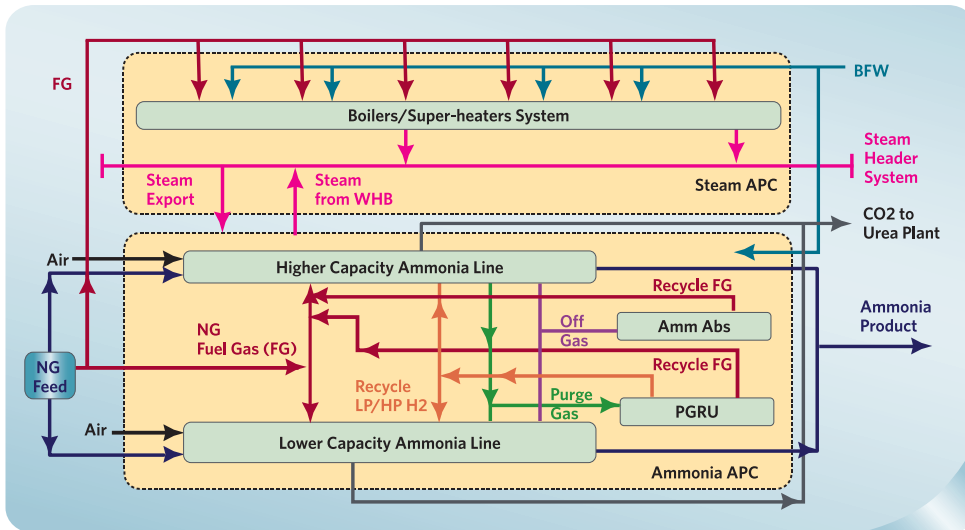 FG
BFW
Boilers/Super-heaters System
Steam
Export
Steam
from WHB
Steam APC
Steam
Header
System
CO2 to
Urea Plant
Air
Higher Capacity Ammonia Line
Recycle FG
Ammonia
Product
NG
Fuel Gas (FG)
Off
Gas
Amm Abs
NG
Feed
Recycle FG
Recycle
LP/HP H2
Purge
Gas
PGRU
Air
Lower Capacity Ammonia Line
Ammonia APC